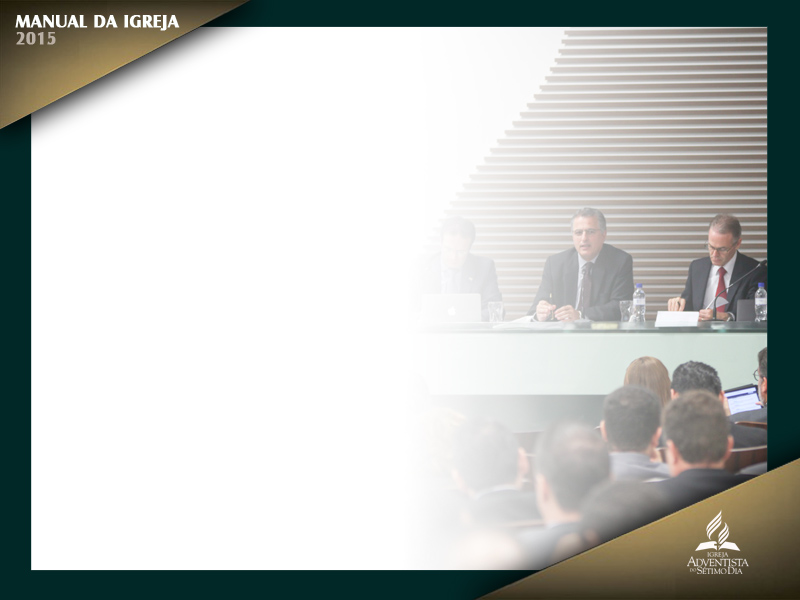 MANUAL DA IGREJA
2015
IGREJA
ADVENTISTA
DO SÉTIMO DIA